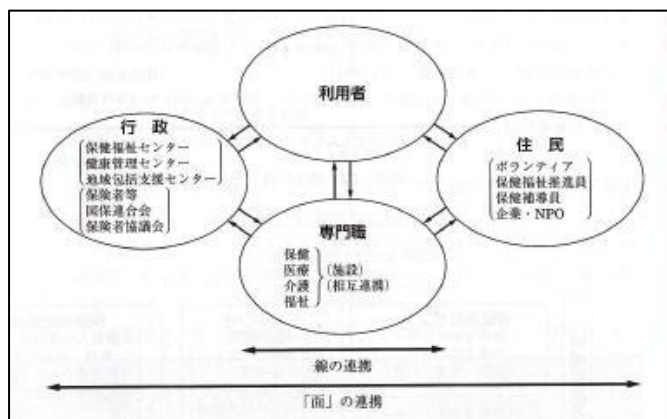 利用者
行 政
保健福祉センター
健康管理センター
地域包括支援センター
保険者等
国保連合会
保険者協議会
住 民
ボランティア
保健福祉推進員
保健補導員
企業・NPO
専門職
保健
医療
介護
福祉
(施設)
(相互連携)
線の連携
「面」の連携